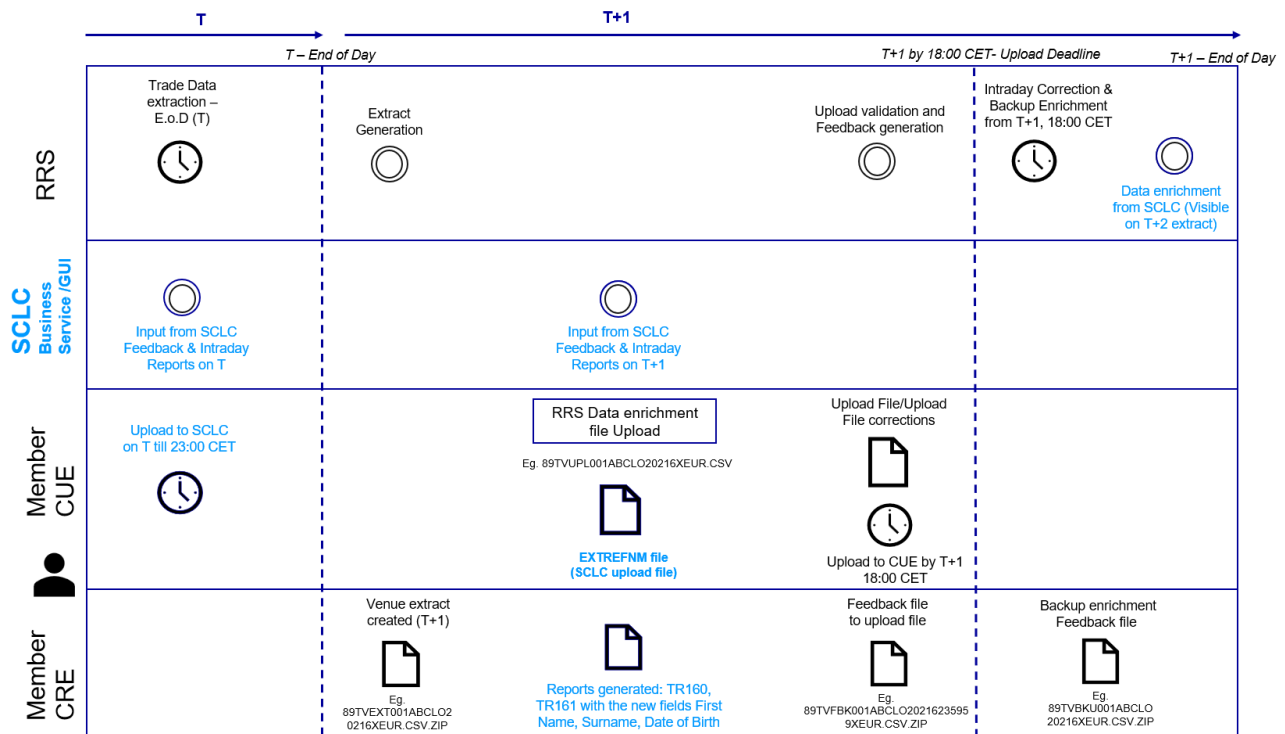 T
T+1
T – End of Day
T+1 by 18:00 CET- Upload Deadline
T+1 – End of Day
RRS
Trade Data
extraction –
E.o.D (T)
Extract
Generation
Upload validation and
Feedback generation
Intraday Correction &
Backup Enrichment
from T+1, 18:00 CET
Data enrichment
from SCLC (Visible
on T+2 extract)
SCLC
Business
Service /GUI
Input from SCLC
Feedback & Intraday
Reports on T
Input from SCLC
Feedback & Intraday
Reports on T+1
Member
CUE
Upload to SCLC
on T till 23:00 CET
RRS Data enrichment
file Upload
Eg. 89TVUPL001ABCLO20216XEUR.CSV
EXTREFNM file
(SCLC upload file)
Upload File/Upload
File corrections
Upload to CUE by T+1
18:00 CET
Member
CRE
Venue extract
created (T+1)
Eg.
89TVEXT001ABCLO2
0216XEUR.CSV.ZIP
Reports generated: TR160,
TR161 with the new fields First
Name, Surname, Date of Birth
Feedback file
to upload file
Eg.
89TVFBK001ABCLO2021623595
9XEUR.CSV.ZIP
Backup enrichment
Feedback file
Eg.
89TVBKU001ABCLO
20216XEUR.CSV.ZIP